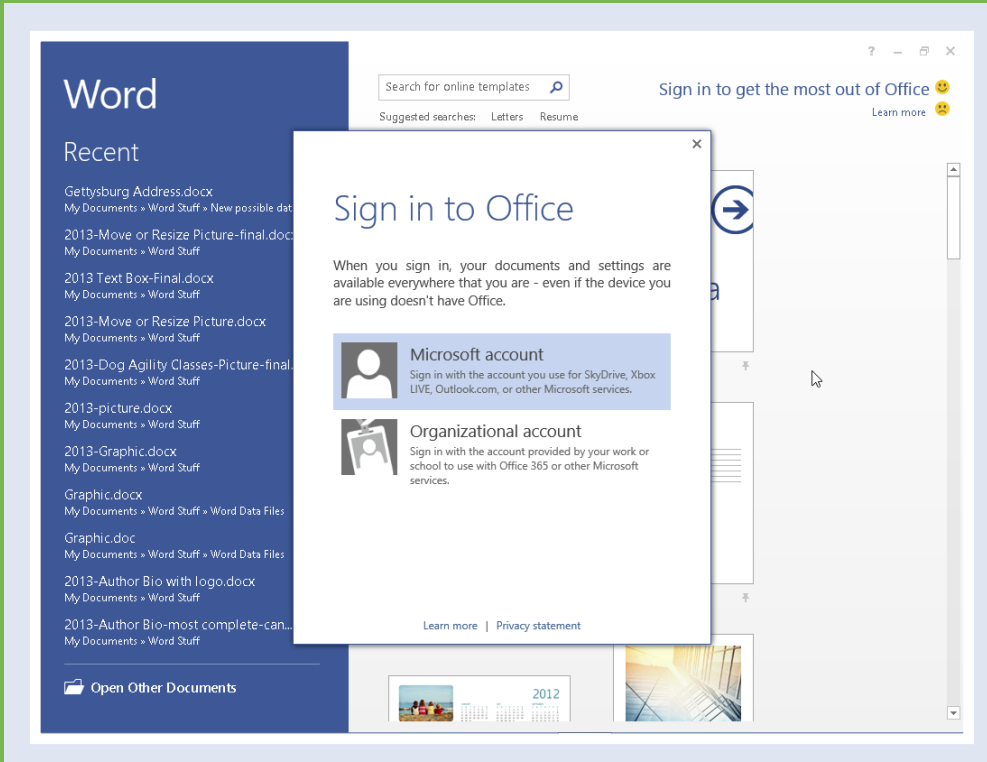 ?
Word
Search for online templates
Sign in to get the most out of Office
Learn more
Suggested searches: Letters Resume
Recent
Gettysburg Address.docx
My Documents » Word Stuff » New possible dat
2013-Move or Resize Picture-final.doc
My Documents » Word Stuff
2013 Text Box-Final.docx
My Documents » Word Stuff
2013-Move or Resize Picture.docx
My Documents » Word Stuff
2013-Dog Agility Classes-Picture-final.
My Documents » Word Stuff
2013-picture.docx
My Documents » Word Stuff
2013-Graphic.docx
My Documents » Word Stuff
Graphic.docx
My Documents » Word Stuff » Word Data Files
Graphic.doc
My Documents » Word Stuff » Word Data Files
2013-Author Bio with logo.docx
My Documents » Word Stuff
2013-Author Bio-most complete-can...
My Documents » Word Stuff
Open Other Documents
Sign in to Office
When you sign in, your documents and settings are
available everywhere that you are - even if the device you
are using doesn't have Office.
Microsoft account
Sign in with the account you use for SkyDrive, Xbox
LIVE, Outlook.com, or other Microsoft services.
Organizational account
Sign in with the account provided by your work or
school to use with Office 365 or other Microsoft
services.
Learn more | Privacy statement
a
2012